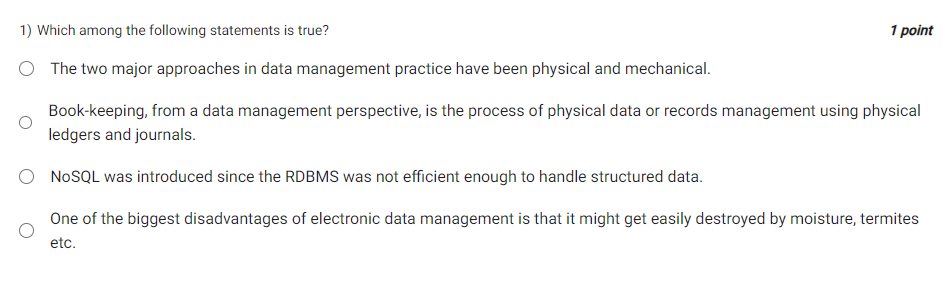 1) Which among the following statements is true? 1 point
The two major approaches in data management practice have been physical and mechanical.
Book-keeping, from a data management perspective, is the process of physical data or records management using physical
ledgers and journals.
NoSQL was introduced since the RDBMS was not efficient enough to handle structured data.
One of the biggest disadvantages of electronic data management is that it might get easily destroyed by moisture, termites
etc.